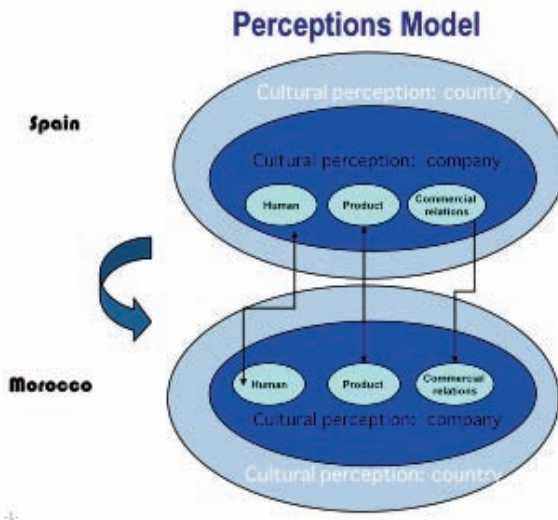 Perceptions Model
Cultural perception: country
Spain
Cultural perception: company
Human
Product
Commercial
relations
Morocco
Human
Product
Commercial
relations
Cultural perception: company
Cultural perception: country